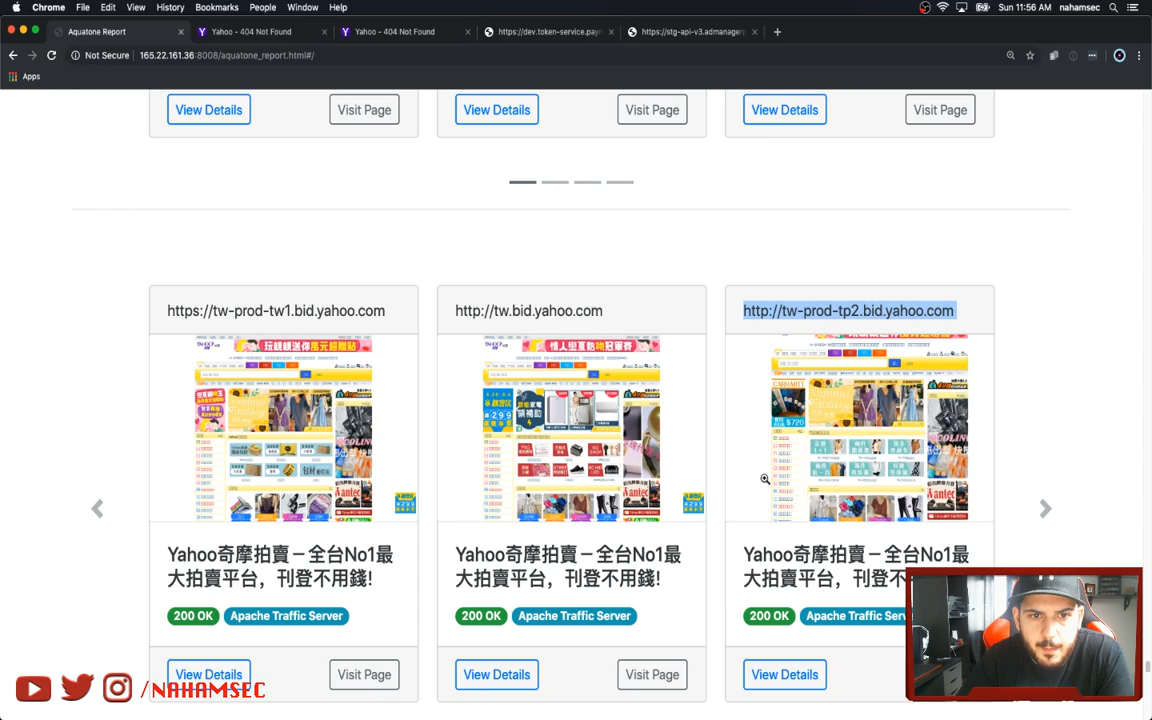 Chrome File Edit View History Bookmarks People Window Help Sun 11:56 AM nahamsec
Aquatone Report Yahoo - 404 Not Found Yahoo - 404 Not Found https://dev.token-service.paym https://stg-api-v3.admanagerp
Not Secure 165.22.161.36:8008/aquatone_report.html#/
Apps
View Details Visit Page View Details Visit Page View Details Visit Page
https://tw-prod-tw1.bid.yahoo.com http://tw.bid.yahoo.com http://tw-prod-tp2.bid.yahoo.com
Yahoo奇摩拍賣－全台No1最 Yahoo奇摩拍賣－全台No1最 Yahoo奇摩拍賣－全台No1最
大拍賣平台，刊登不用錢! 大拍賣平台，刊登不用錢! 大拍賣平台，刊登不
200 OK Apache Traffic Server 200 OK Apache Traffic Server 200 OK Apache Traffic Serv
View Details Visit Page View Details Visit Page View Details
/NAHAMSEC